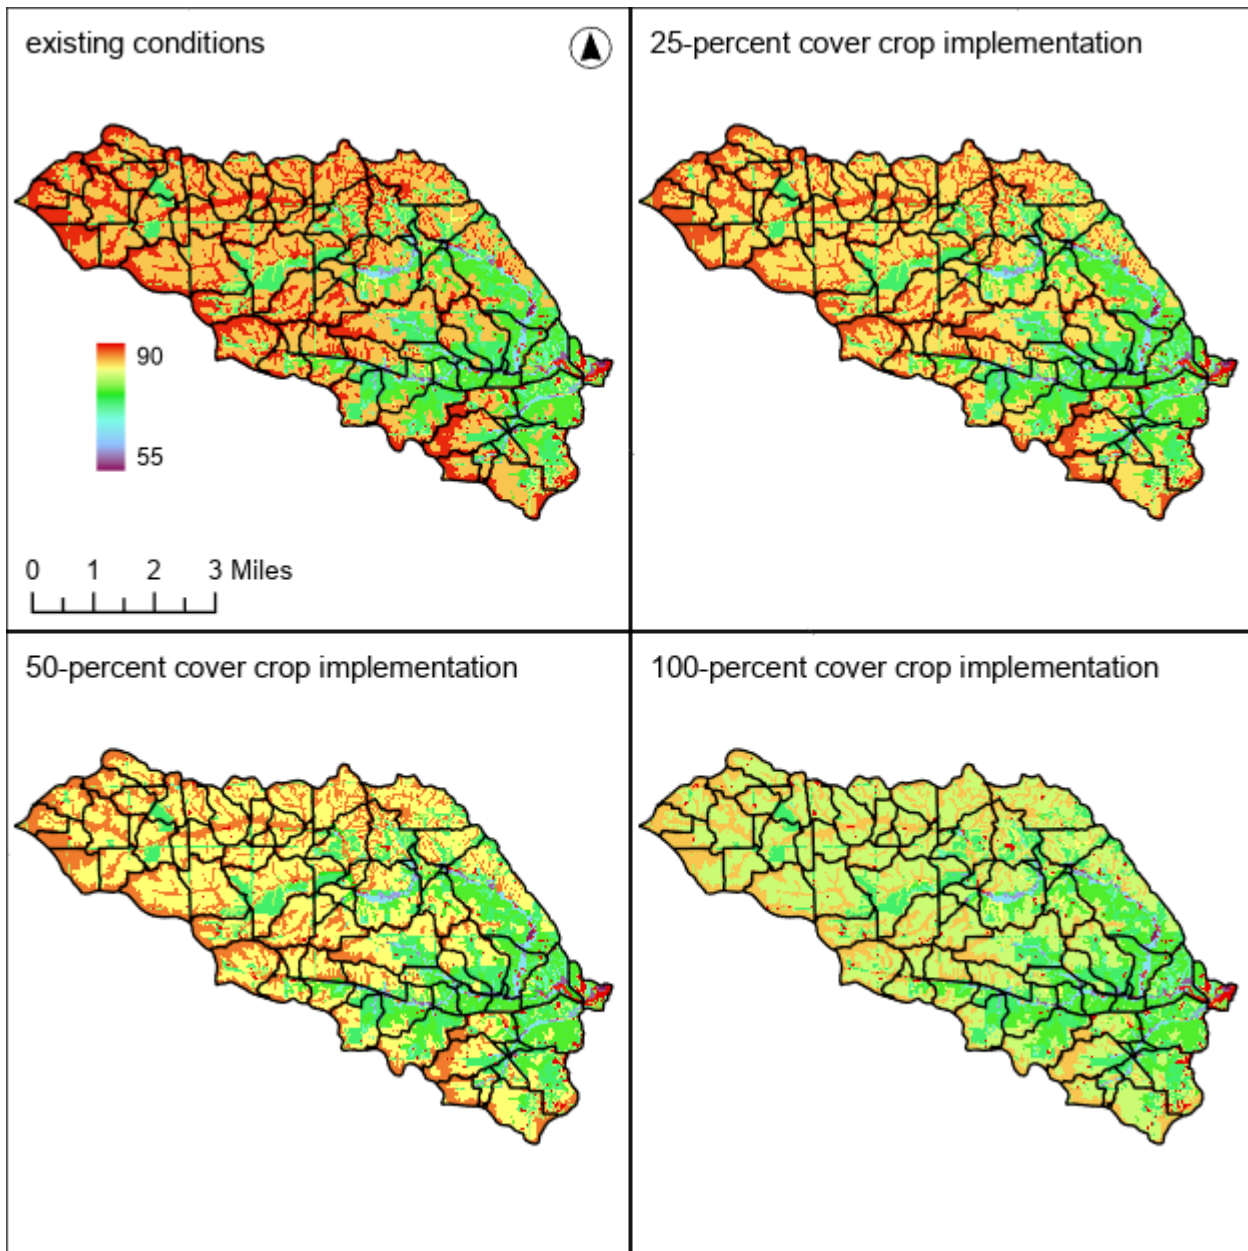 existing conditions
25-percent cover crop implementation
90
55
0 1 2 3 Miles
50-percent cover crop implementation
100-percent cover crop implementation